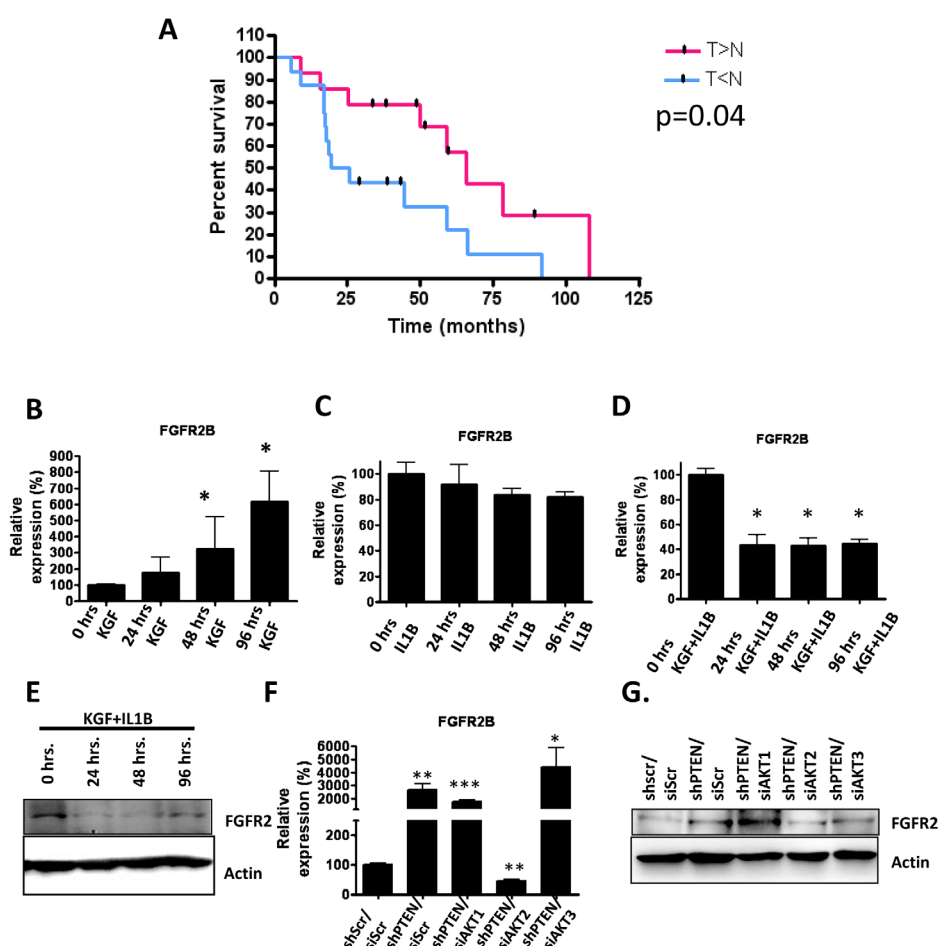 A
110
100
90
80
70
60
50
40
30
20
10
0
Percent survival
0 25 50 75 100 125
Time (months)
T>N
T<N
p=0.04
B
FGFR2B
Relative
expression (%)
900
800
700
600
500
400
300
200
100
0
* *
0 hrs
KGF
24 hrs
KGF
48 hrs
KGF
96 hrs
KGF
C
FGFR2B
Relative
expression (%)
100
80
60
40
20
0
0 hrs
IL1B
24 hrs
IL1B
48 hrs
IL1B
96 hrs
IL1B
D
FGFR2B
Relative
expression (%)
100
80
60
40
20
0
* * *
0 hrs
KGF+IL1B
24 hrs
KGF+IL1B
48 hrs
KGF+IL1B
96 hrs
KGF+IL1B
E
KGF+IL1B
0 hrs.
24 hrs.
48 hrs.
96 hrs.
FGFR2
Actin
F
FGFR2B
Relative
expression (%)
6000
5000
4000
3000
2000
200
100
0
** *** ** *
shScr/
siScr
shPTEN/
siScr
shPTEN/
siAKT1
shPTEN/
siAKT2
shPTEN/
siAKT3
G.
shscr/
siScr
shPTEN/
siScr
shPTEN/
siAKT1
shPTEN/
siAKT2
shPTEN/
siAKT3
FGFR2
Actin